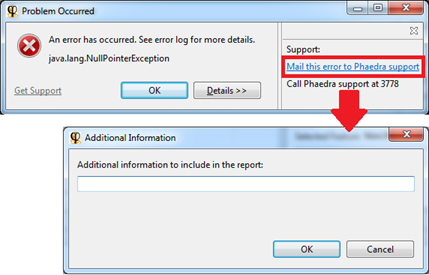 Problem Occurred
An error has occurred. See error log for more details.
java.lang.NullPointerException
Get Support
OK
Details >>
Support:
Mail this error to Phaedra support
Call Phaedra support at 3778
Additional Information
Additional information to include in the report:
OK
Cancel